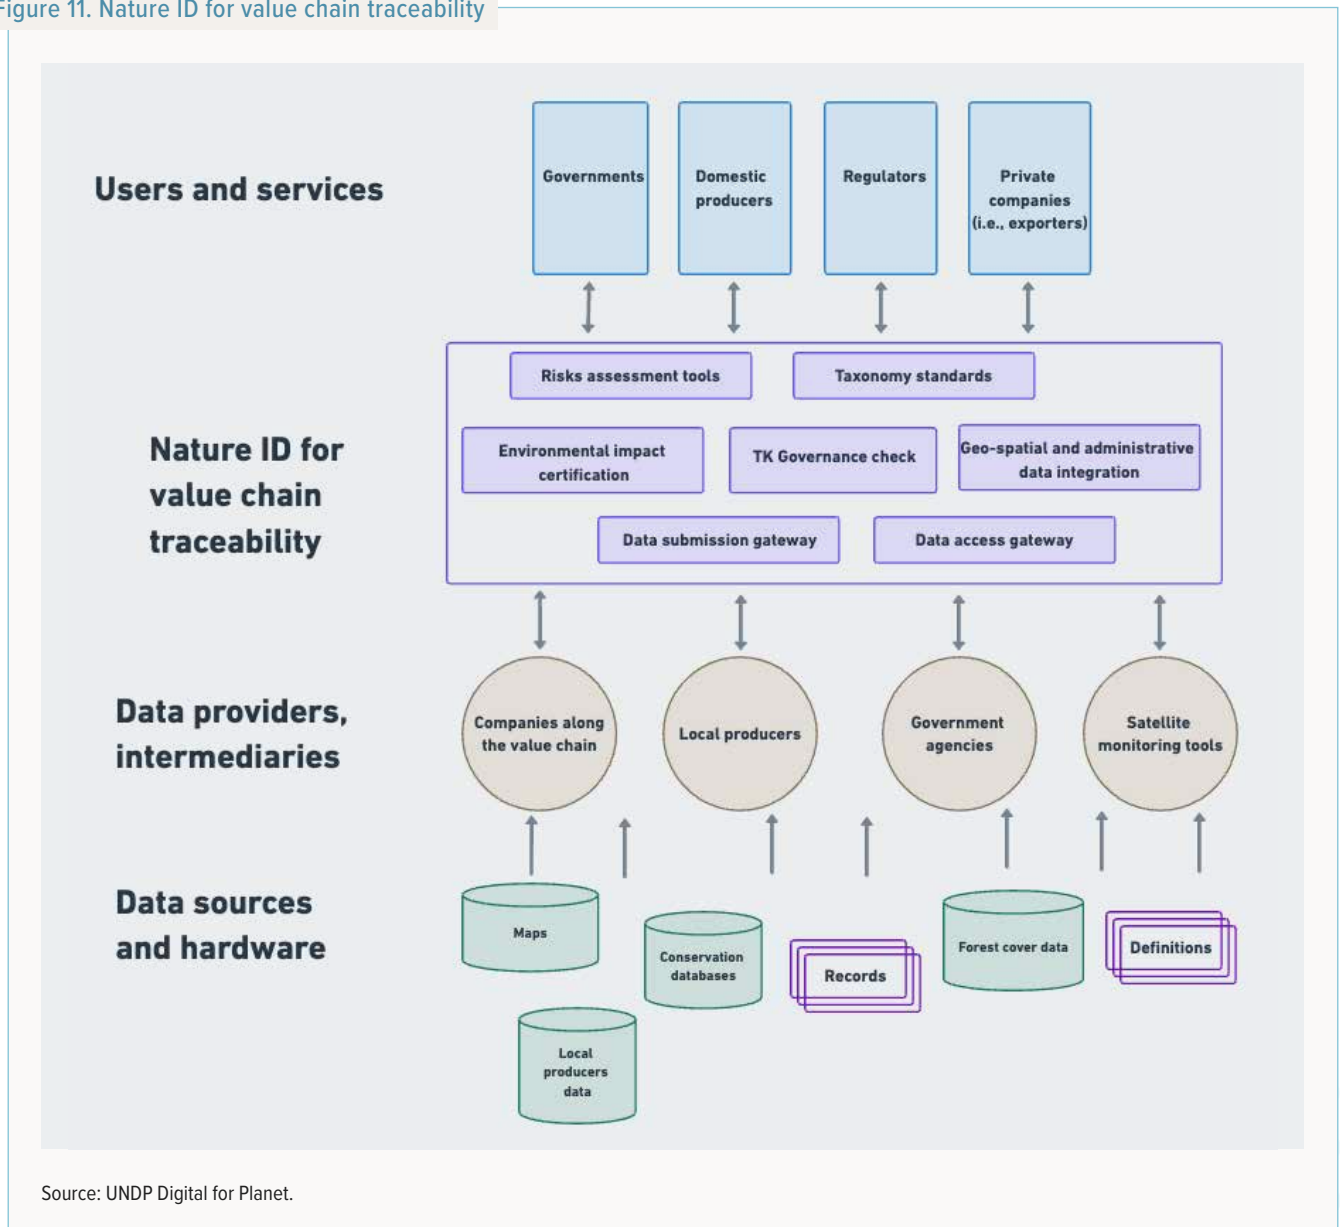 Figure 11. Nature ID for value chain traceability
Users and services
Governments
Domestic
producers
Regulators
Private
companies
(i.e., exporters)
Nature ID for
value chain
traceability
Risks assessment tools
Taxonomy standards
Environmental impact
certification
TK Governance check
Geo-spatial and administrative
data integration
Data submission gateway
Data access gateway
Data providers,
intermediaries
Companies along
the value chain
Local producers
Government
agencies
Satellite
monitoring tools
Data sources
and hardware
Maps
Conservation
databases
Records
Forest cover data
Definitions
Local
producers
data
Source: UNDP Digital for Planet.